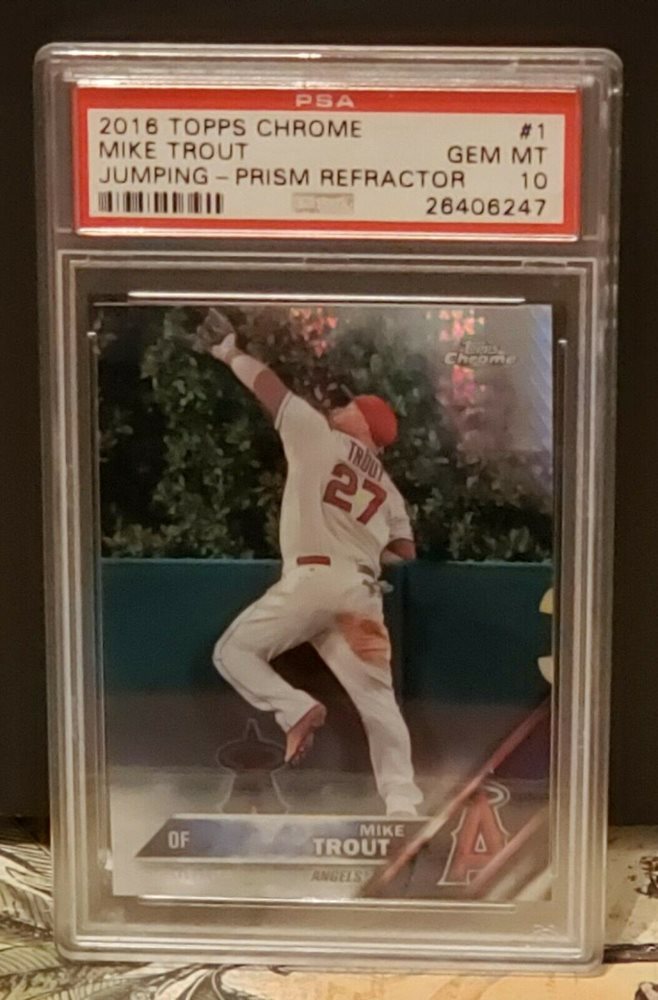 PSA
2016 TOPPS CHROME #1
MIKE TROUT GEM MT
JUMPING-PRISM REFRACTOR 10
26406247
Topps
Chrome
TROUT
27
OF
MIKE
TROUT
ANGELS
A